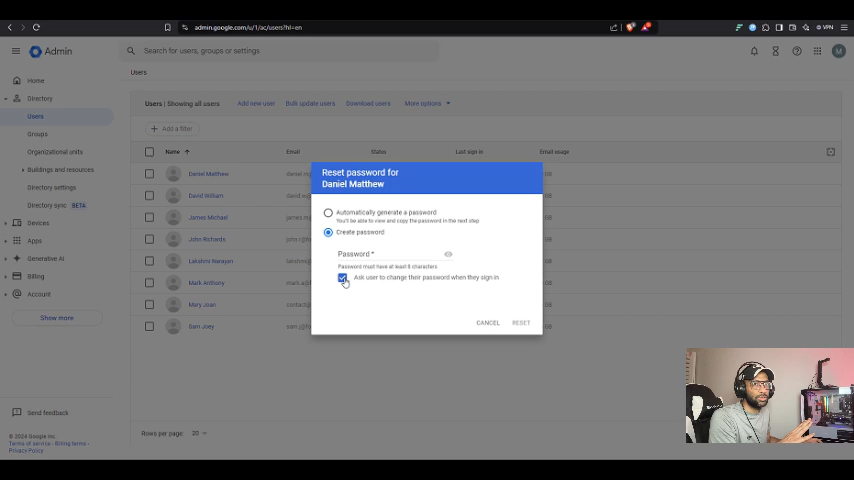 admin.google.com/u/1/ac/users?hl=en
VPN
Admin
Search for users, groups or settings
M
Users
Home
Directory
Users
Groups
Organizational units
Buildings and resources
Directory settings
Directory sync BETA
Devices
Apps
Generative AI
Billing
Account
Show more
Send feedback
© 2024 Google Inc.
Terms of service - Billing terms -
Privacy Policy
Users | Showing all users
Add new user
Bulk update users
Download users
More options
Add a filter
Name
Email
Status
Last sign in
Email usage
Daniel Matthew
David William
James Michael
John Richards
Lakshmi Narayan
Mark Anthony
Mary Joan
Sam Joey
Rows per page: 20
Reset password for
Daniel Matthew
Automatically generate a password
You'll be able to view and copy the password in the next step
Create password
Password *
Password must have at least 8 characters
Ask user to change their password when they sign in
CANCEL
RESET